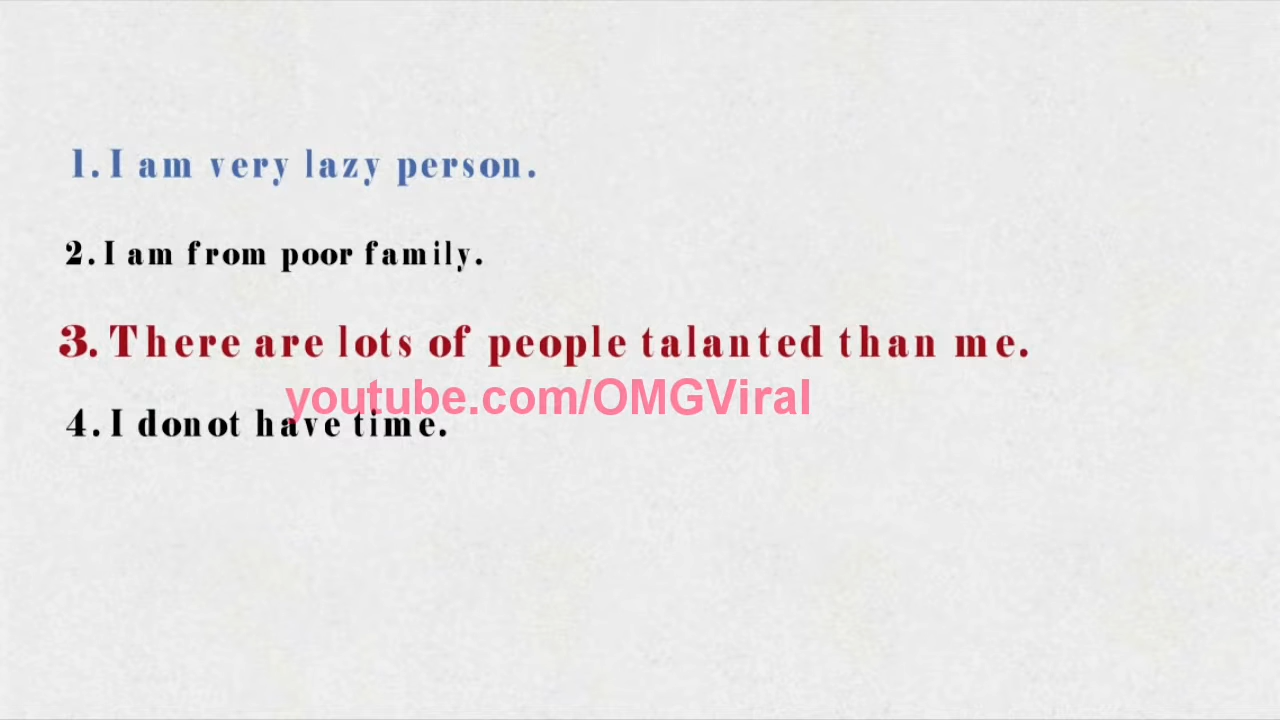 1. I am very lazy person.
2. I am from poor family.
3. There are lots of people talanted than me.
youtube.com/OMGViral
4. I donot have time.